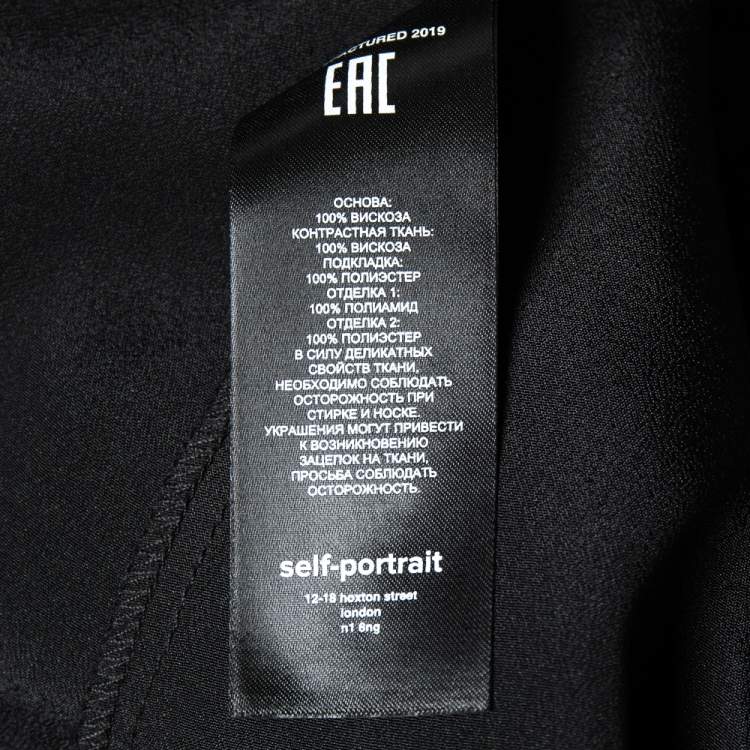 2019
EAC
ОСНОВА:
100% ВИСКОЗА
КОНТРАСТНАЯ ТКАНЬ:
100% ВИСКОЗА
ПОДКЛАДКА:
100% ПОЛИЭСТЕР
ОТДЕЛКА 1:
100% ПОЛИАМИД
ОТДЕЛКА 2:
100% ПОЛИЭСТЕР
В СИЛУ ДЕЛИКАТНЫХ
СВОЙСТВ ТКАНИ,
НЕОБХОДИМО СОБЛЮДАТЬ
ОСТОРОЖНОСТЬ ПРИ
СТИРКЕ И НОСКЕ.
УКРАШЕНИЯ МОГУТ ПРИВЕСТИ
К ВОЗНИКНОВЕНИЮ
ЗАЦЕПОК НА ТКАНИ,
ПРОСЬБА СОБЛЮДАТЬ
ОСТОРОЖНОСТЬ.
self-portrait
12-18 hoxton street
london
n1 6ng